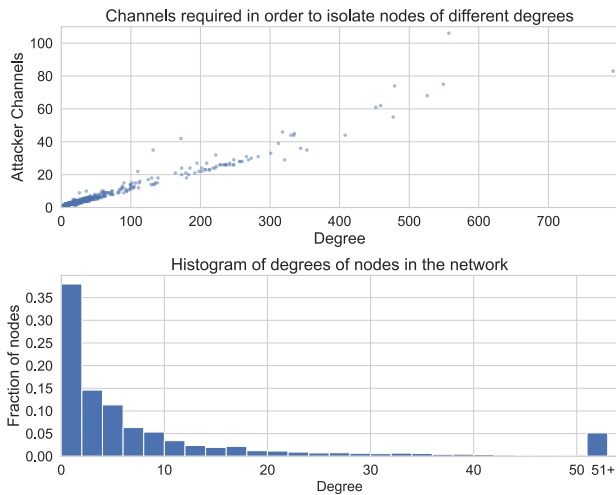 Channels required in order to isolate nodes of different degrees
100
80
60
40
20
0
Attacker Channels
0 100 200 300 400 500 600 700
Degree
Histogram of degrees of nodes in the network
0.35
0.30
0.25
0.20
0.15
0.10
0.05
0.00
Fraction of nodes
0 10 20 30 40 50 51+
Degree